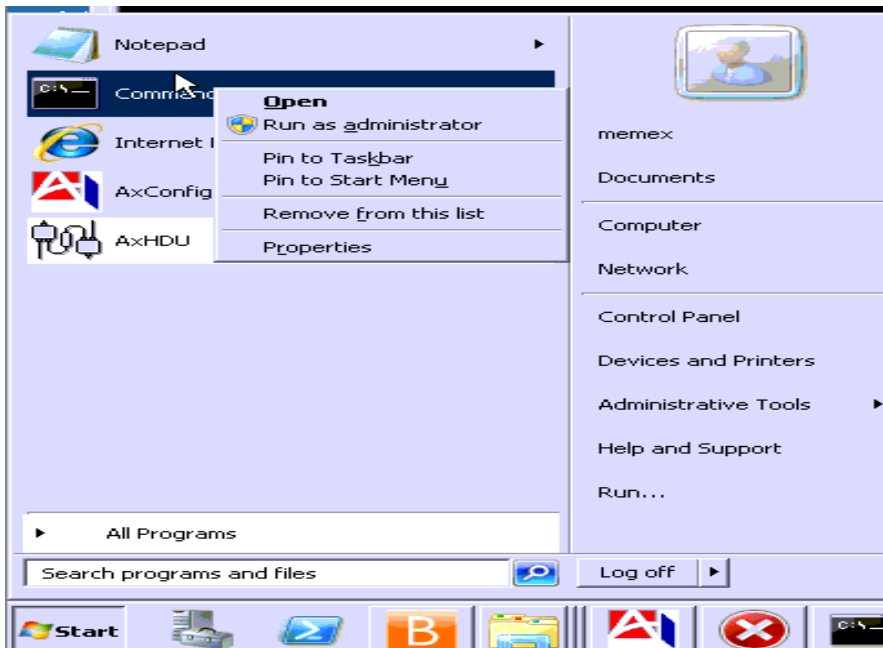 Notepad
C:\
Open
Run as administrator
Internet
AxConfig
Pin to Taskbar
Pin to Start Menu
Remove from this list
AxHDU
Properties
All Programs
Search programs and files
memex
Documents
Computer
Network
Control Panel
Devices and Printers
Administrative Tools
Help and Support
Run...
Log off
Start
B
C:\